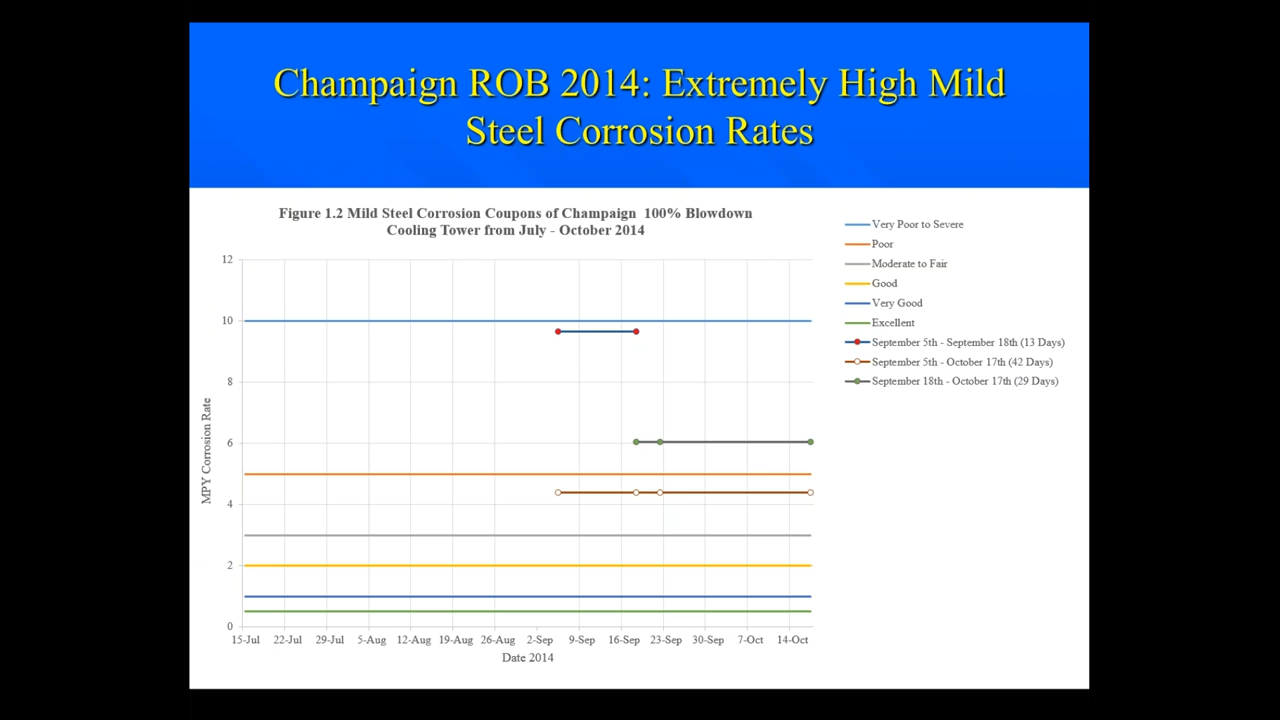 Champaign ROB 2014: Extremely High Mild
Steel Corrosion Rates
Figure 1.2 Mild Steel Corrosion Coupons of Champaign 100% Blowdown
Cooling Tower from July - October 2014
12
10
8
6
4
2
0
MPY Corrosion Rate
15-Jul 22-Jul 29-Jul 5-Aug 12-Aug 19-Aug 26-Aug 2-Sep 9-Sep 16-Sep 23-Sep 30-Sep 7-Oct 14-Oct
Date 2014
Very Poor to Severe
Poor
Moderate to Fair
Good
Very Good
Excellent
September 5th - September 18th (13 Days)
September 5th - October 17th (42 Days)
September 18th - October 17th (29 Days)